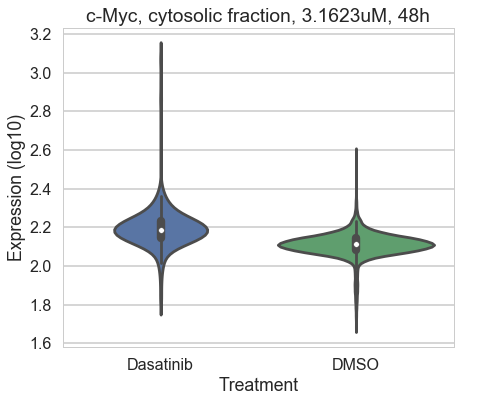 c-Myc, cytosolic fraction, 3.1623uM, 48h
3.2
3.0
2.8
2.6
2.4
2.2
2.0
1.8
1.6
Expression (log10)
Dasatinib
DMSO
Treatment